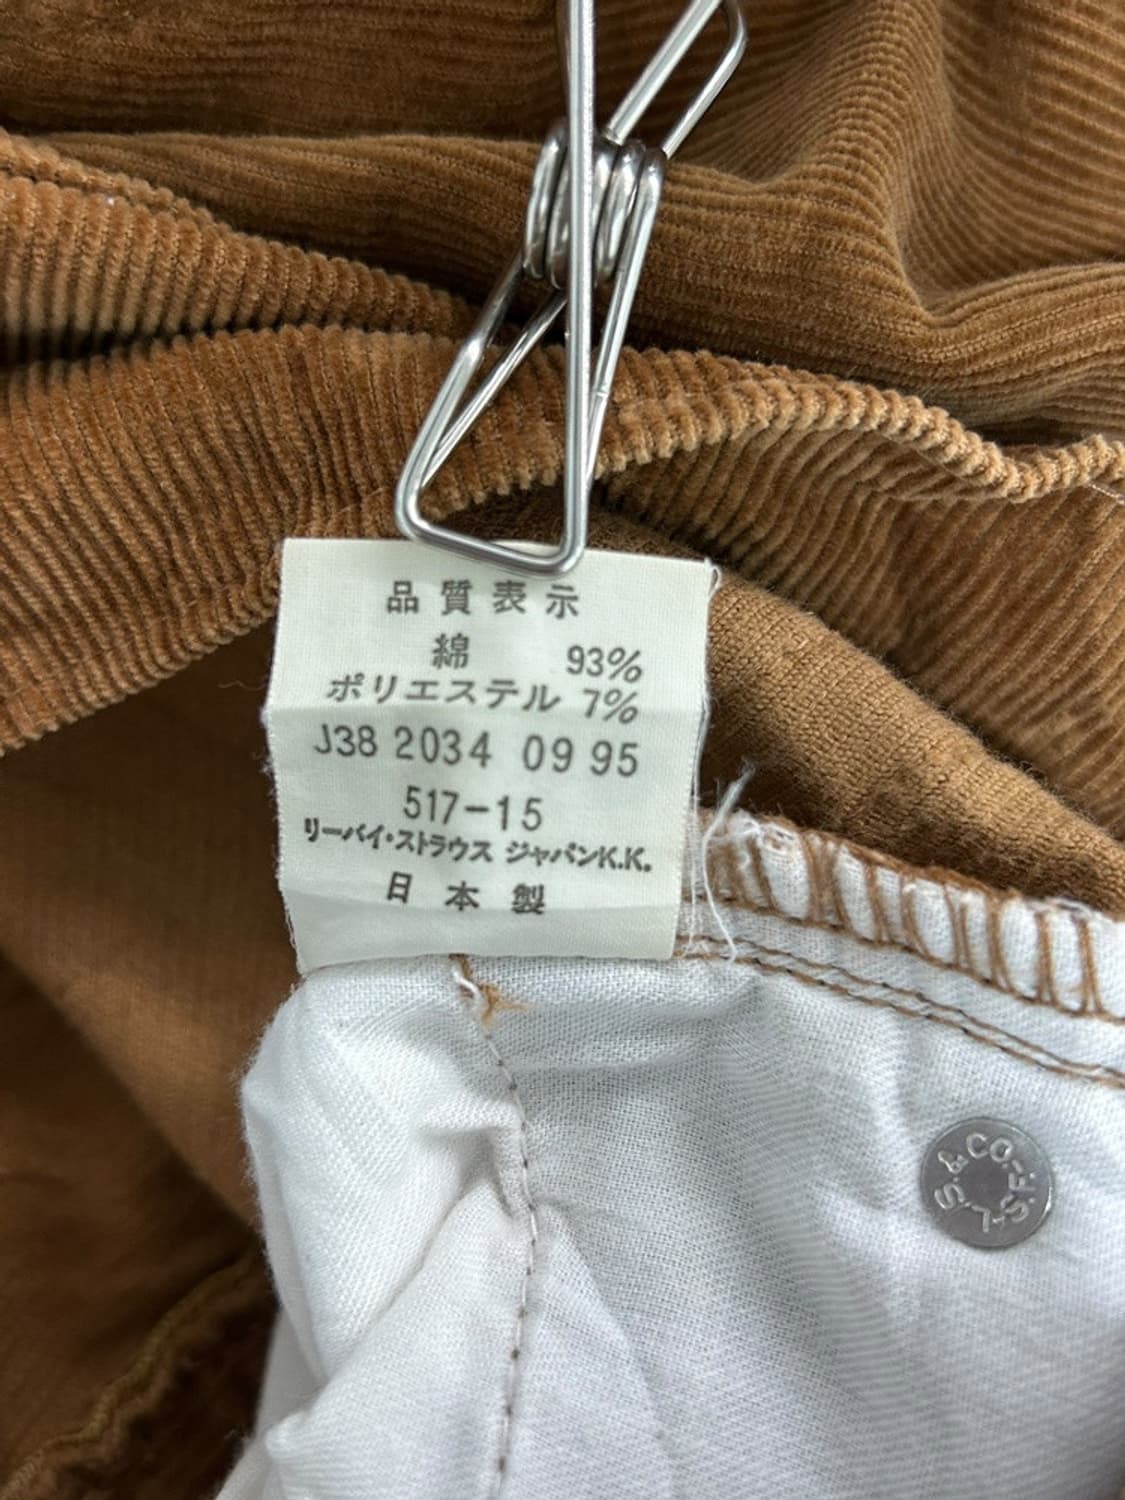 品質表示
綿 93%
ポリエステル 7%
J38 2034 09 95
517-15
リーバイ・ストラウス ジャパンK.K.
日本製
L.S.&CO.-S.F.-